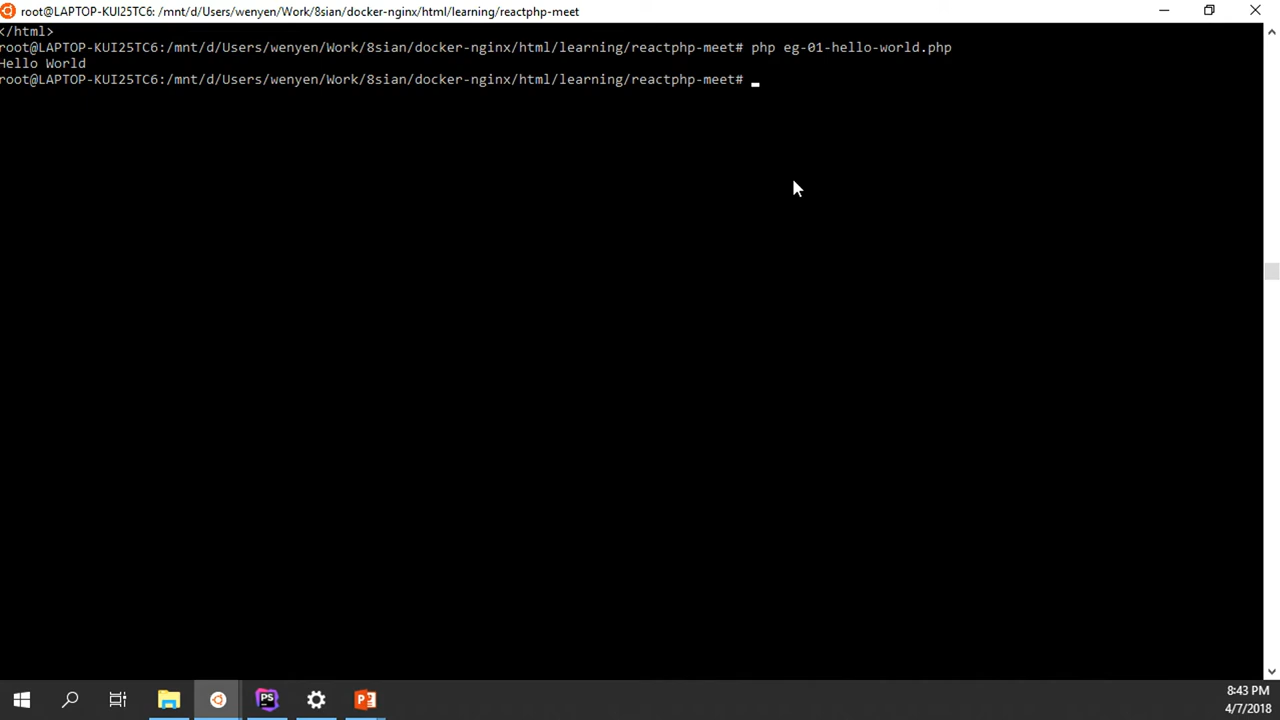 root@LAPTOP-KUI25TC6: /mnt/d/Users/wenyen/Work/8sian/docker-nginx/html/learning/reactphp-meet
</html>
root@LAPTOP-KUI25TC6:/mnt/d/Users/wenyen/Work/8sian/docker-nginx/html/learning/reactphp-meet# php eg-01-hello-world.php
Hello World
root@LAPTOP-KUI25TC6:/mnt/d/Users/wenyen/Work/8sian/docker-nginx/html/learning/reactphp-meet#
PS
8:43 PM
4/7/2018